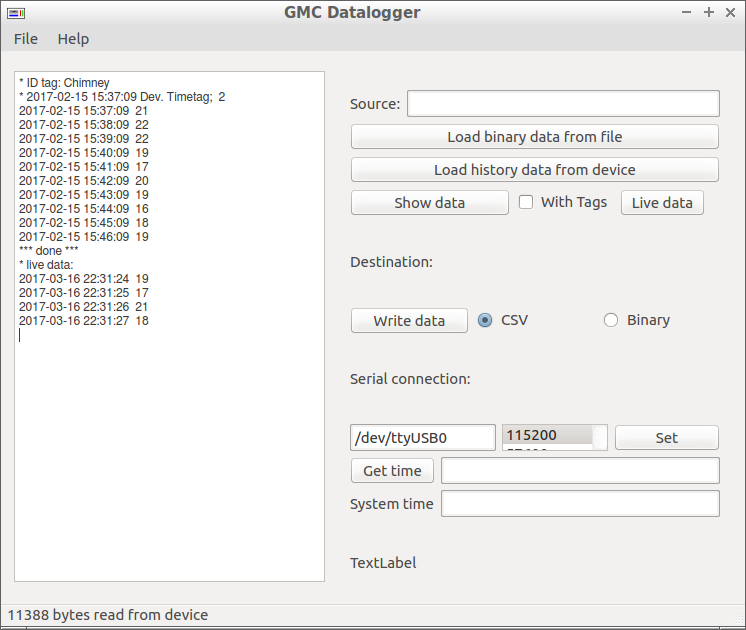 GMC Datalogger
File Help
* ID tag: Chimney
* 2017-02-15 15:37:09 Dev. Timetag; 2
2017-02-15 15:37:09 21
2017-02-15 15:38:09 22
2017-02-15 15:39:09 22
2017-02-15 15:40:09 19
2017-02-15 15:41:09 17
2017-02-15 15:42:09 20
2017-02-15 15:43:09 19
2017-02-15 15:44:09 16
2017-02-15 15:45:09 18
2017-02-15 15:46:09 19
*** done ***
* live data:
2017-03-16 22:31:24 19
2017-03-16 22:31:25 17
2017-03-16 22:31:26 21
2017-03-16 22:31:27 18
Source:
Load binary data from file
Load history data from device
Show data With Tags Live data
Destination:
Write data CSV Binary
Serial connection:
/dev/ttyUSB0 115200 Set
Get time
System time
TextLabel
11388 bytes read from device